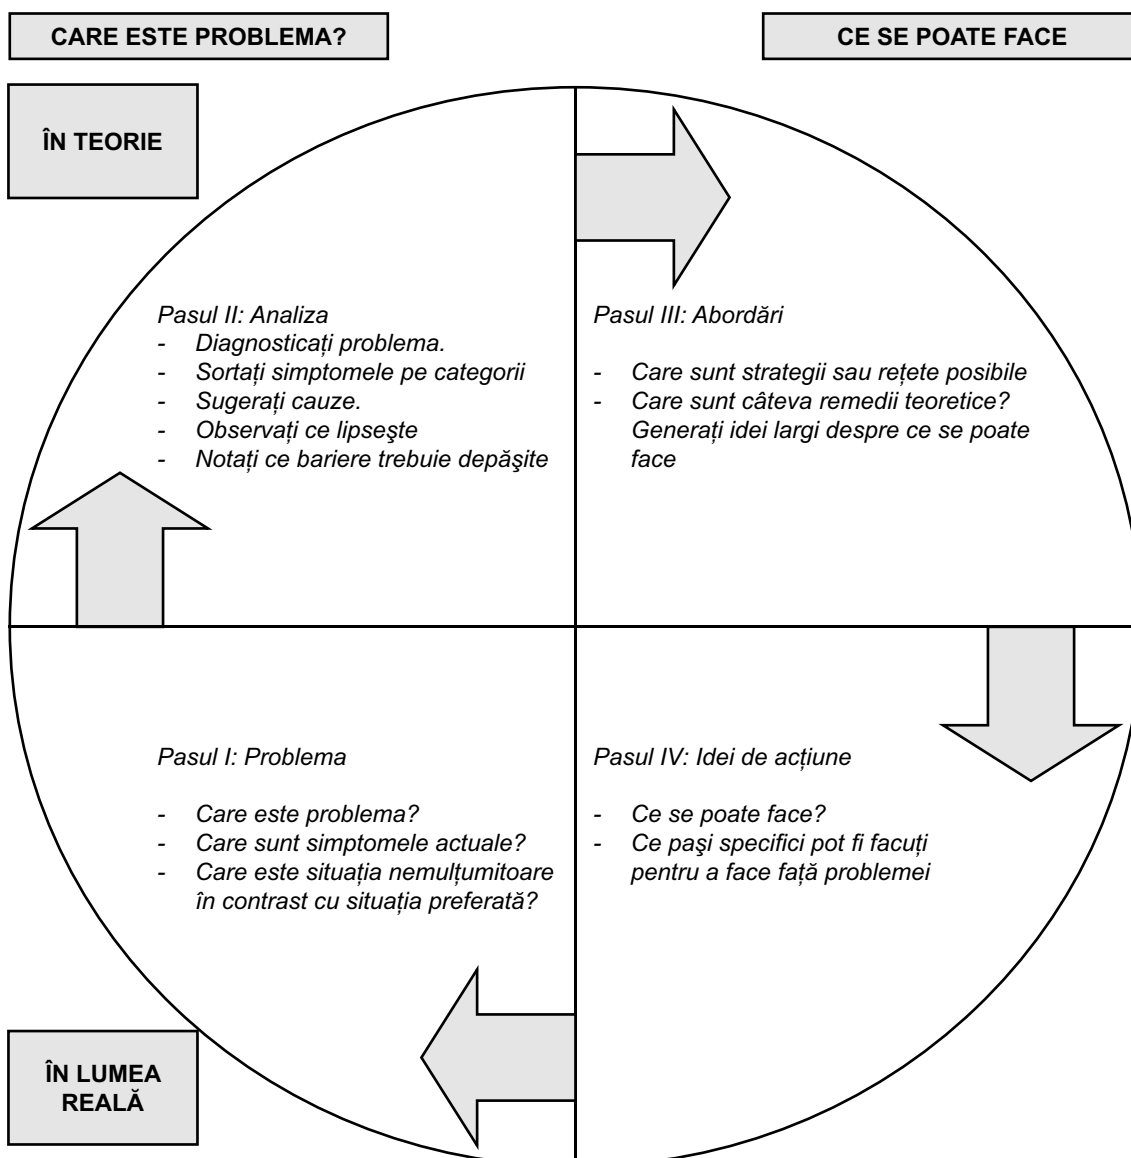 CARE ESTE PROBLEMA?
CE SE POATE FACE
ÎN TEORIE
Pasul II: Analiza
- Diagnosticați problema.
- Sortați simptomele pe categorii
- Sugerați cauze.
- Observați ce lipseşte
- Notați ce bariere trebuie depăşite
Pasul III: Abordări
- Care sunt strategii sau rețete posibile
- Care sunt câteva remedii teoretice?
Generați idei largi despre ce se poate
face
Pasul I: Problema
- Care este problema?
- Care sunt simptomele actuale?
- Care este situația nemulțumitoare
în contrast cu situația preferată?
Pasul IV: Idei de acțiune
- Ce se poate face?
- Ce paşi specifici pot fi facuți
pentru a face față problemei
ÎN LUMEA
REALĂ